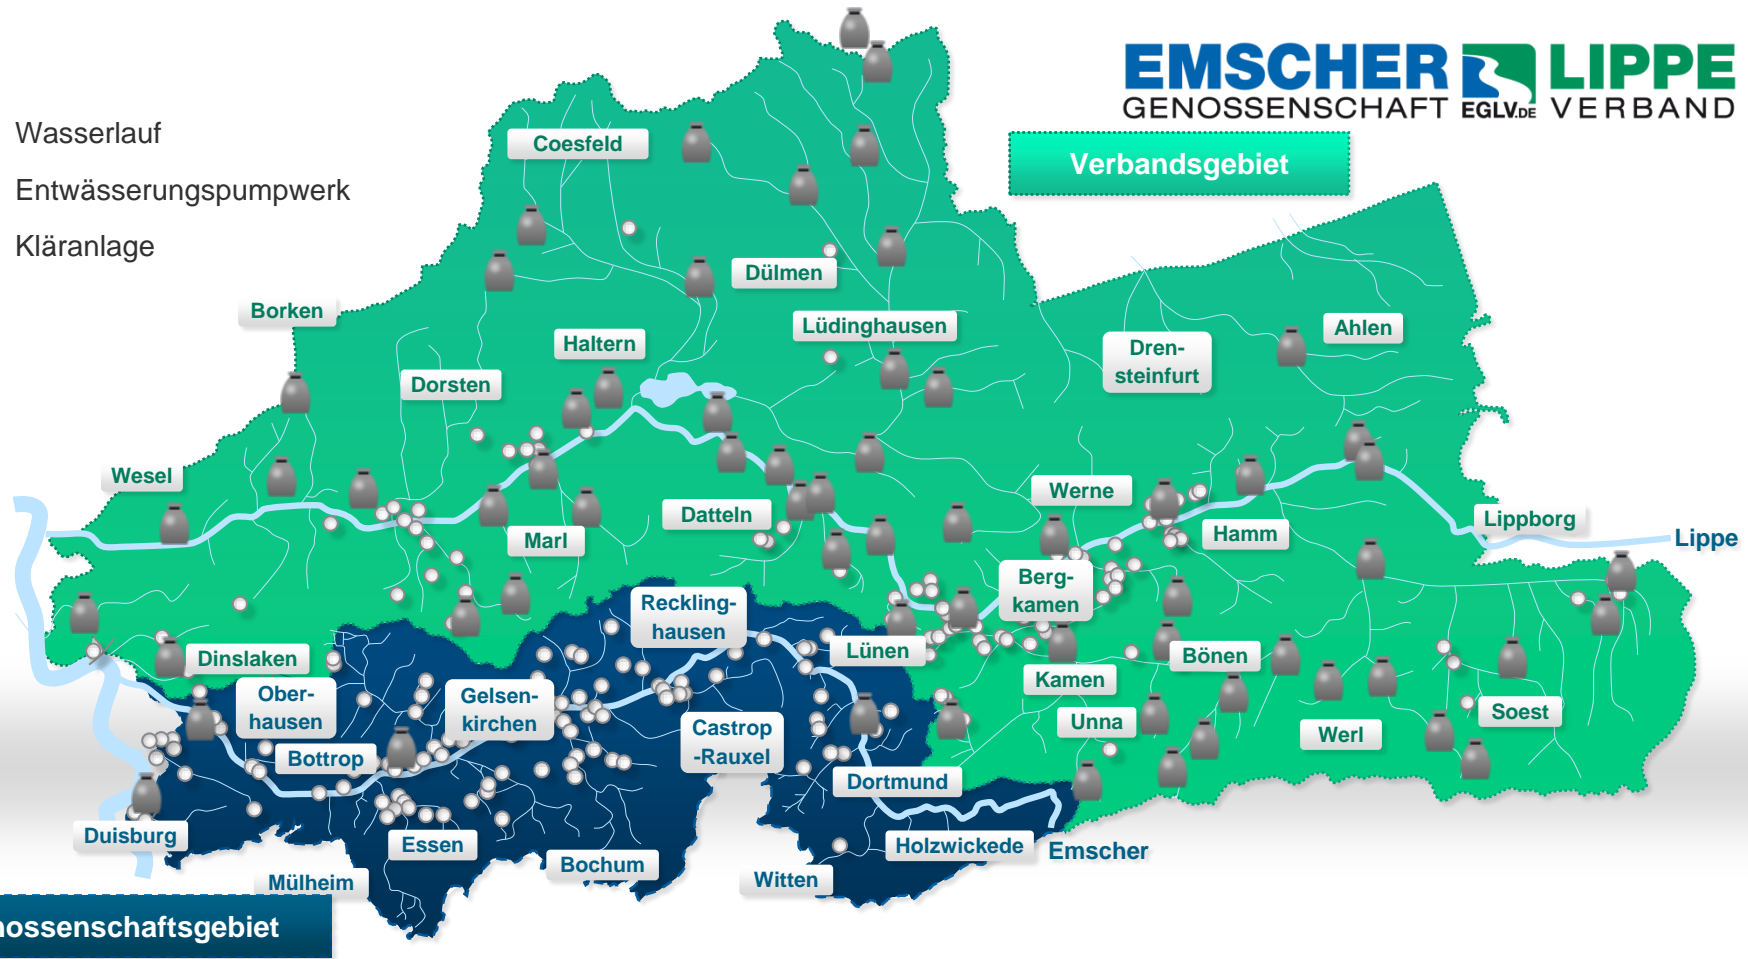 EMSCHER LIPPE
GENOSSENSCHAFT EGLV.DE VERBAND
Wasserlauf
Entwässerungspumpwerk
Kläranlage
Verbandsgebiet
Coesfeld
Dülmen
Borken
Lüdinghausen
Ahlen
Haltern
Dren-
steinfurt
Dorsten
Wesel
Werne
Datteln
Lippborg
Marl
Hamm
Lippe
Berg-
kamen
Reckling-
hausen
Lünen
Dinslaken
Bönen
Kamen
Ober-
hausen
Gelsen-
kirchen
Castrop
-Rauxel
Unna
Soest
Werl
Bottrop
Dortmund
Duisburg
Essen
Holzwickede
Emscher
Bochum
Mülheim
Witten
nossenschaftsgebiet